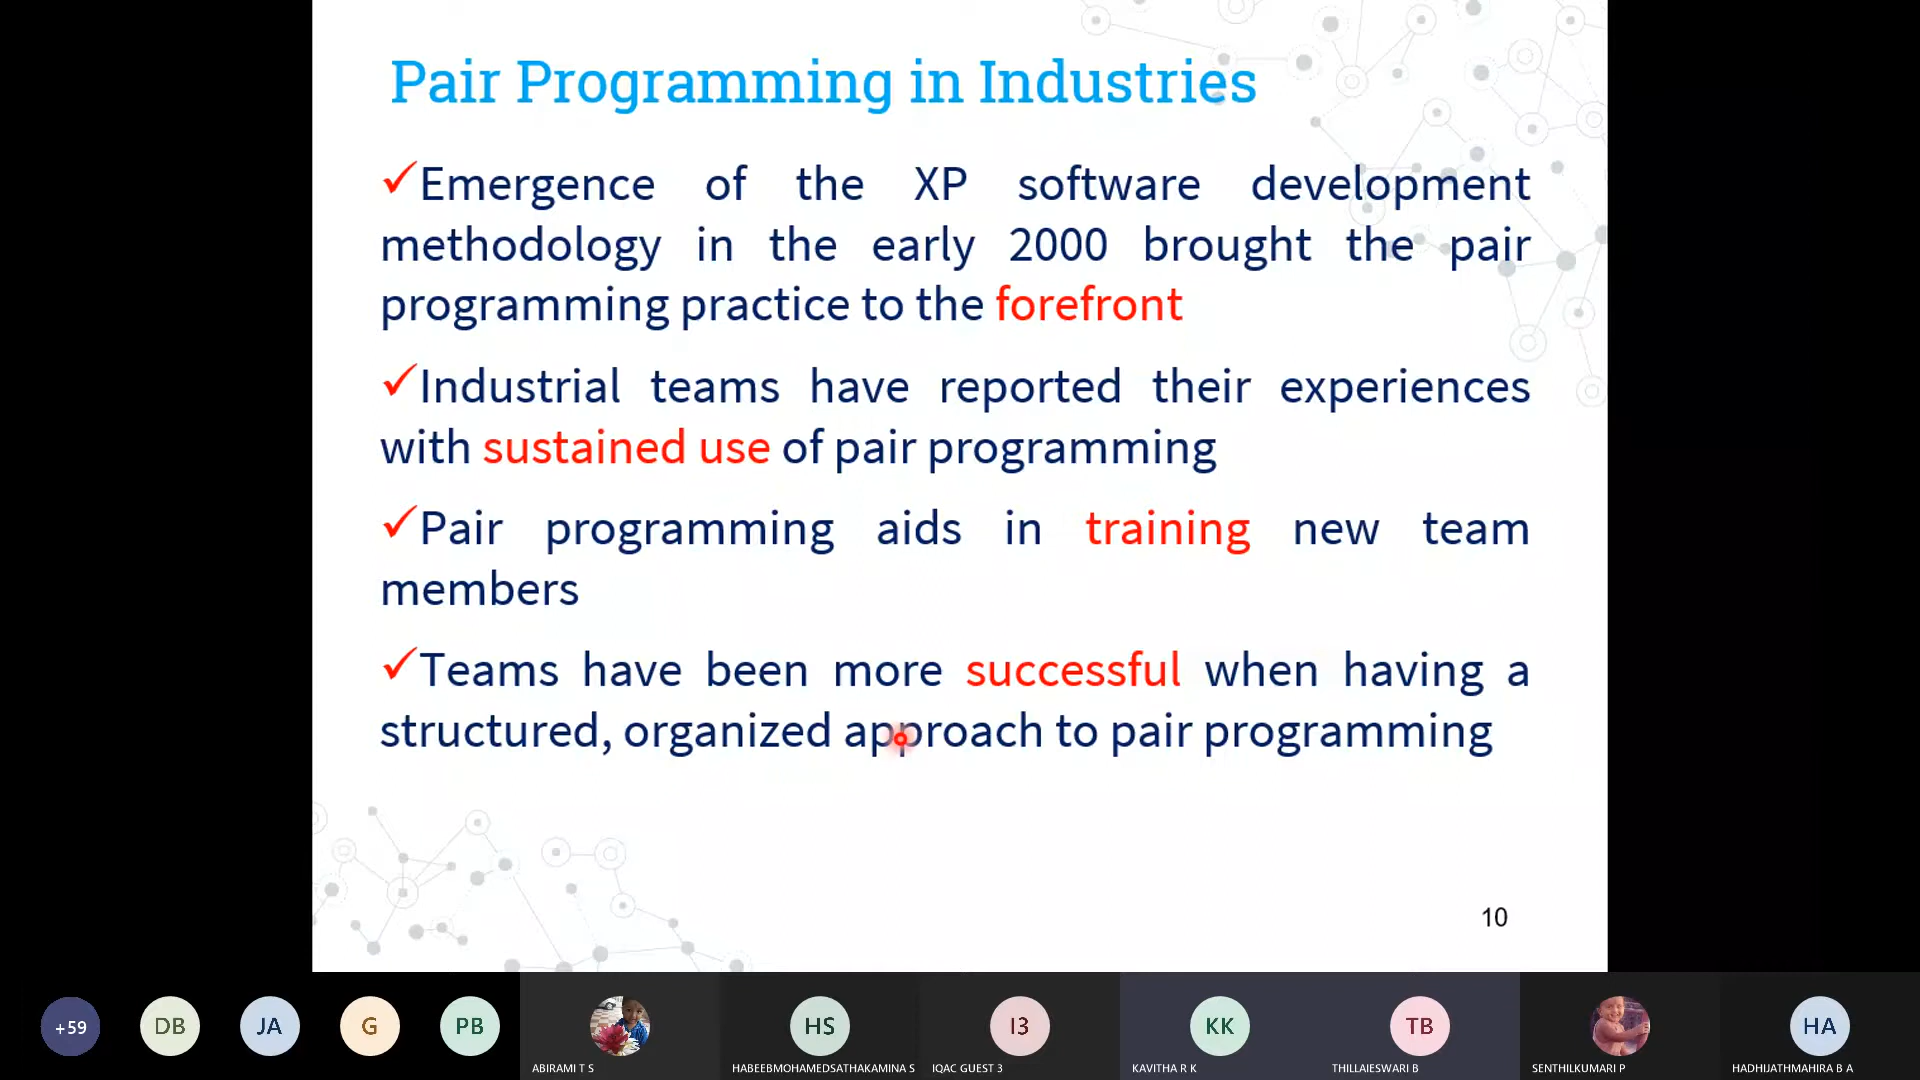 Pair Programming in Industries
✓Emergence of the XP software development
methodology in the early 2000 brought the pair
programming practice to the forefront
✓Industrial teams have reported their experiences
with sustained use of pair programming
✓Pair programming aids in training new team
members
✓Teams have been more successful when having a
structured, organized approach to pair programming
10
+59 DB JA G PB HS I3 KK TB HA
ABIRAMI T S HABEEBMOHAMEDSATHAKAMINA S IQAC GUEST 3 KAVITHA R K THILLAIESWARI B SENTHILKUMARI P HADHIJATHMAHIRA B A